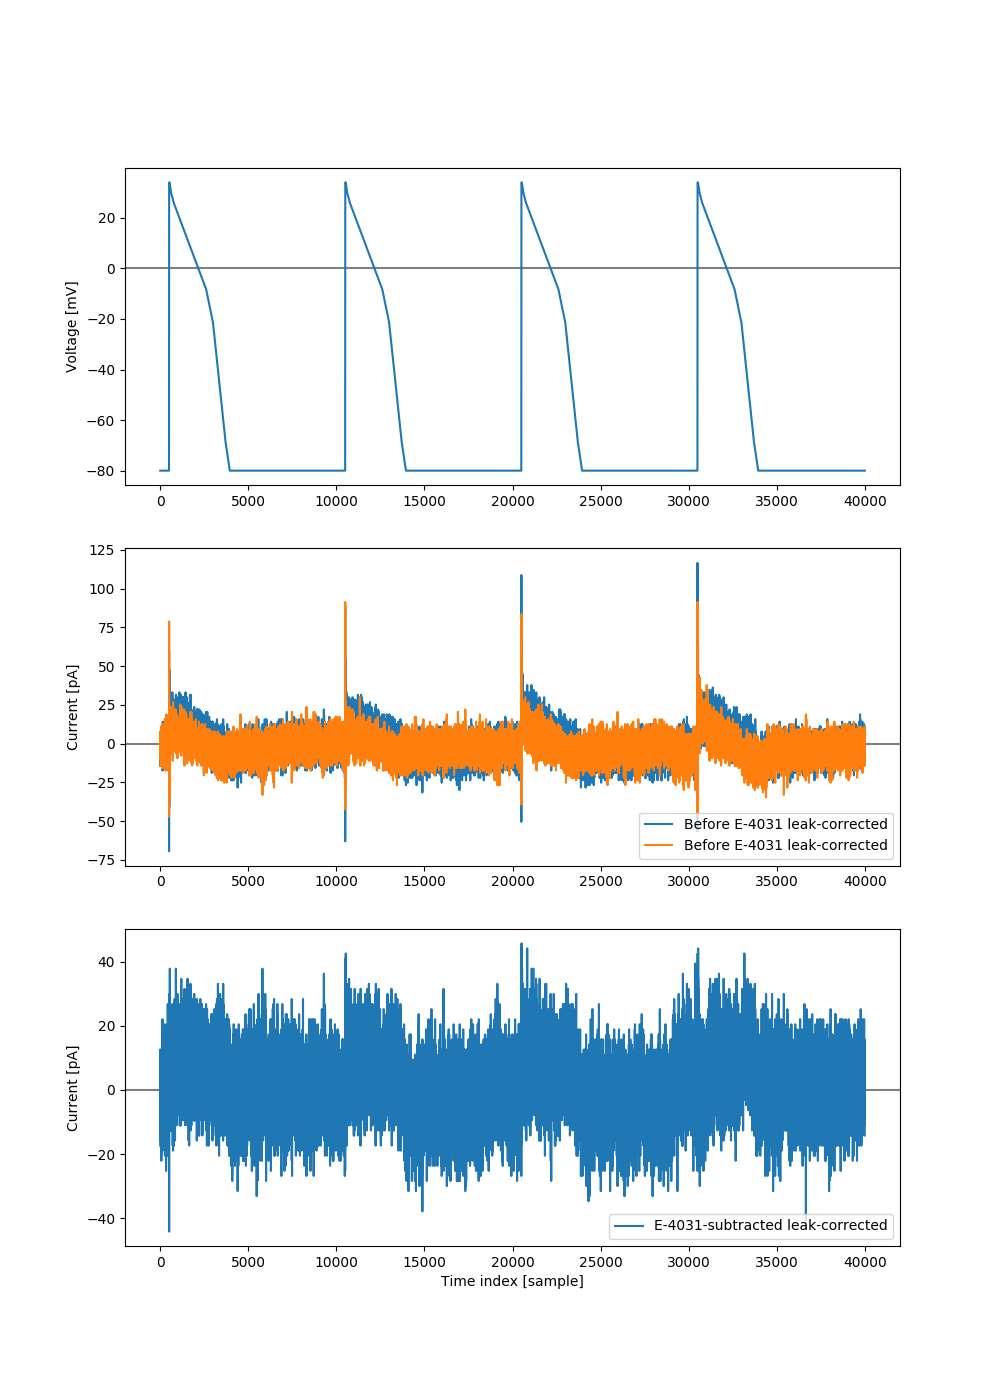 20
0
−20
−40
−60
−80
Voltage [mV]
0 5000 10000 15000 20000 25000 30000 35000 40000
125
100
75
50
25
0
−25
−50
−75
Current [pA]
Before E-4031 leak-corrected
Before E-4031 leak-corrected
0 5000 10000 15000 20000 25000 30000 35000 40000
40
20
0
−20
−40
Current [pA]
E-4031-subtracted leak-corrected
0 5000 10000 15000 20000 25000 30000 35000 40000
Time index [sample]